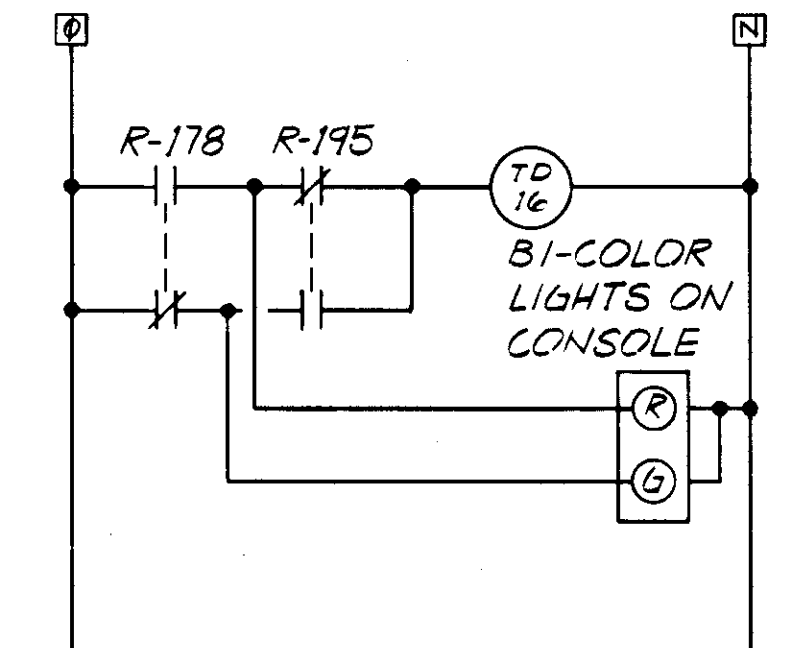 Ø N
R-178 R-195
TD
16
BI-COLOR
LIGHTS ON
CONSOLE
R
G